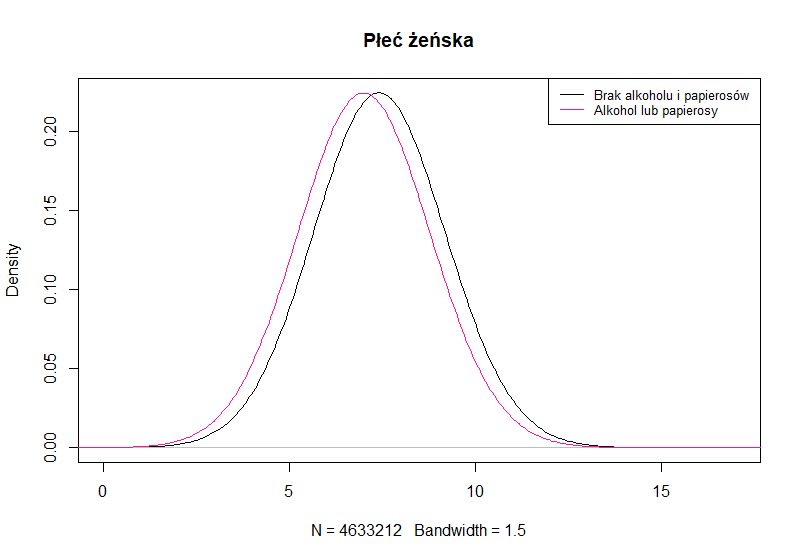 Płeć żeńska
Brak alkoholu i papierosów
Alkohol lub papierosy
Density
0.20
0.15
0.10
0.05
0.00
0
5
10
15
N = 4633212 Bandwidth = 1.5